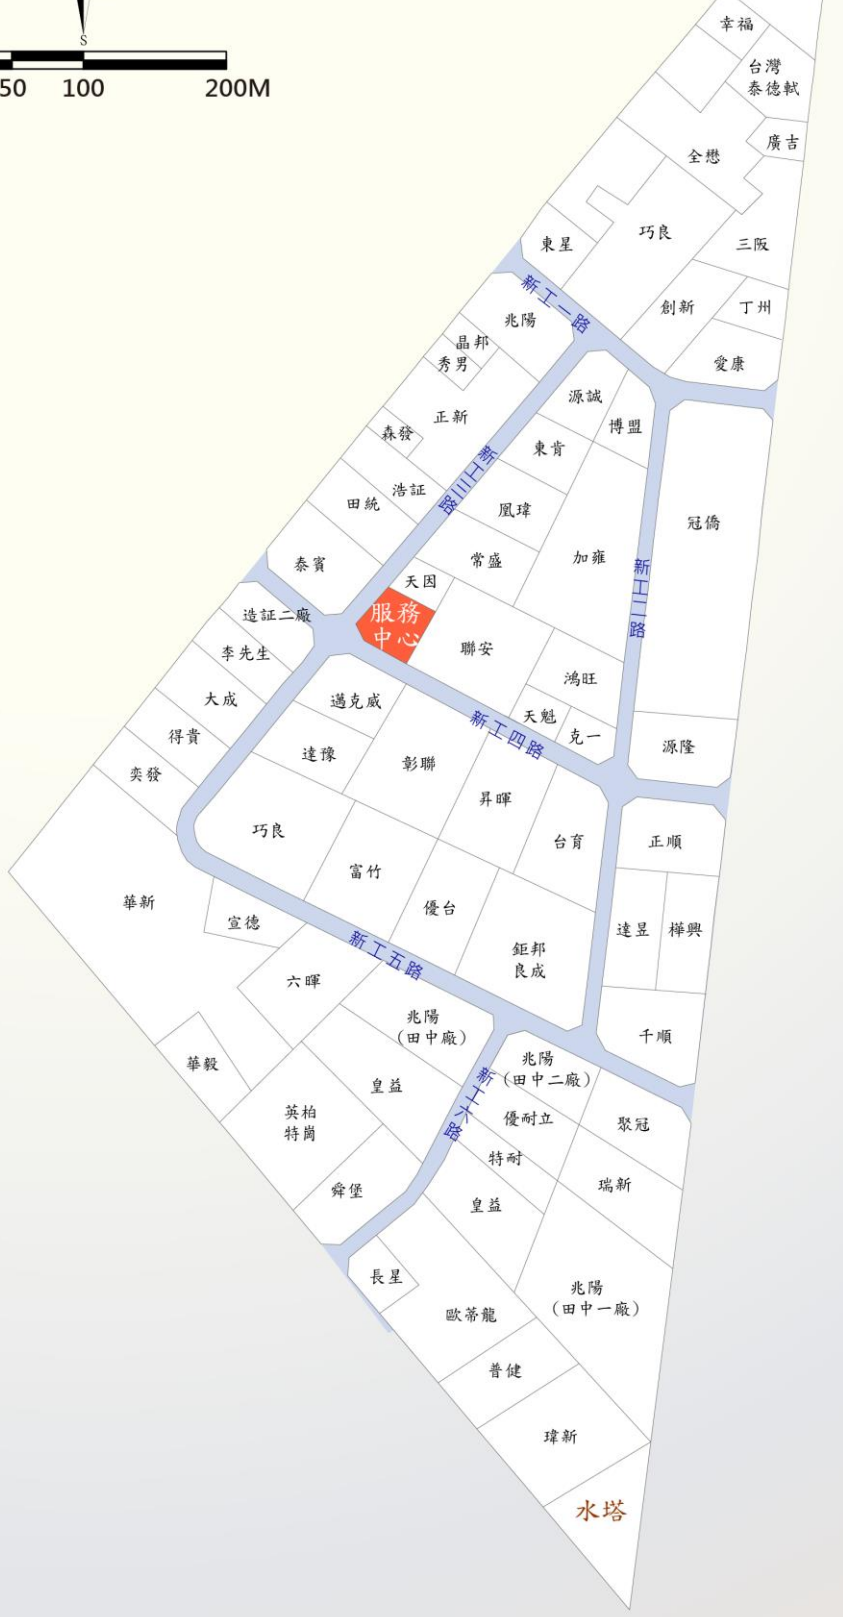 S
50
100
200M
幸福
台灣
泰德軾
廣吉
全懋
巧良
三阪
東星
創新
丁州
愛康
新工一路
兆陽
晶邦
秀男
正新
森發
浩証
田統
泰賓
新工三路
源誠
博盟
東肯
凰瑋
常盛
加雍
天因
服務
中心
聯安
鴻旺
天魁
克一
新工二路
冠僑
源隆
造証二廠
李先生
大成
得貴
奕發
新工四路
邁克威
達豫
彰聯
昇暉
台育
巧良
富竹
優台
鉅邦
良成
正順
達昱
樺興
千順
華新
宣德
新工五路
六暉
華毅
兆陽
(田中廠)
皇益
英柏
特崗
舜堡
新工六路
兆陽
(田中二廠)
優耐立
特耐
皇益
聚冠
瑞新
兆陽
(田中一廠)
長星
歐蒂龍
普健
瑋新
水塔